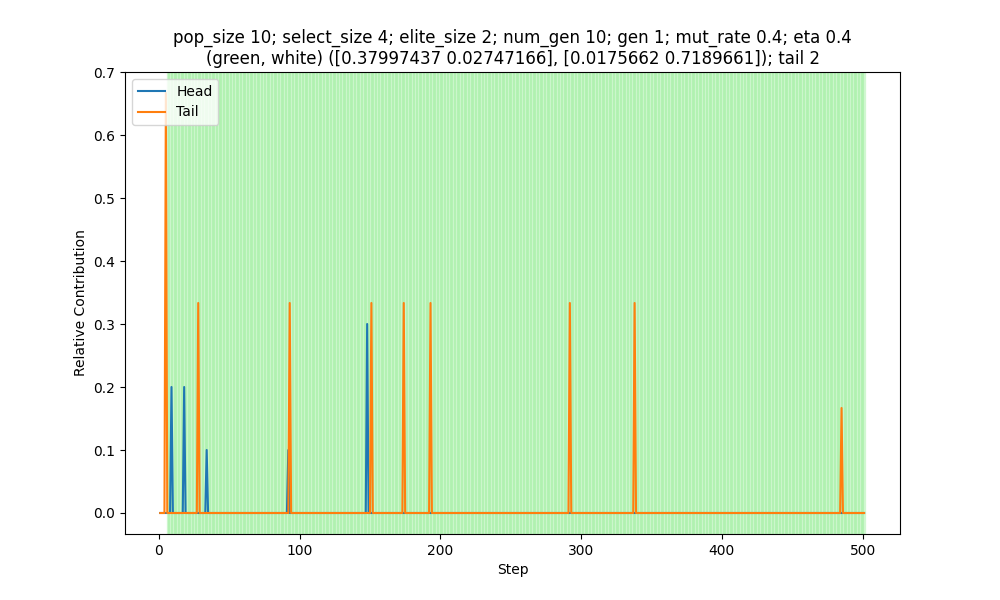 pop_size 10; select_size 4; elite_size 2; num_gen 10; gen 1; mut_rate 0.4; eta 0.4
(green, white) ([0.37997437 0.02747166], [0.0175662 0.7189661]); tail 2
0.7
Head
Tail
0.6
0.5
0.4
0.3
0.2
0.1
0.0
Relative Contribution
0 100 200 300 400 500
Step